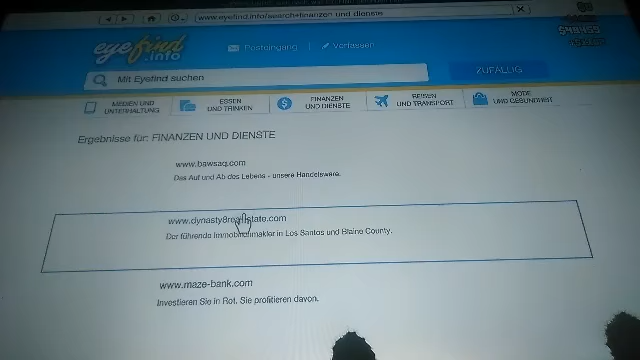 www.eyefind.info/search+finanzen und dienste
eyefind
.info
Posteingang
Verfassen
Mit Eyefind suchen
ZUFÄLLIG
MEDIEN UND
UNTERHALTUNG
ESSEN
UND TRINKEN
FINANZEN
UND DIENSTE
REISEN
UND TRANSPORT
MODE
UND GESUNDHEIT
Ergebnisse für: FINANZEN UND DIENSTE
www.bawsaq.com
Das Auf und Ab des Lebens - unsere Handelsware.
www.dynasty8realestate.com
Der führende Immobilienmakler in Los Santos und Blaine County.
www.maze-bank.com
Investieren Sie in Rot. Sie profitieren davon.